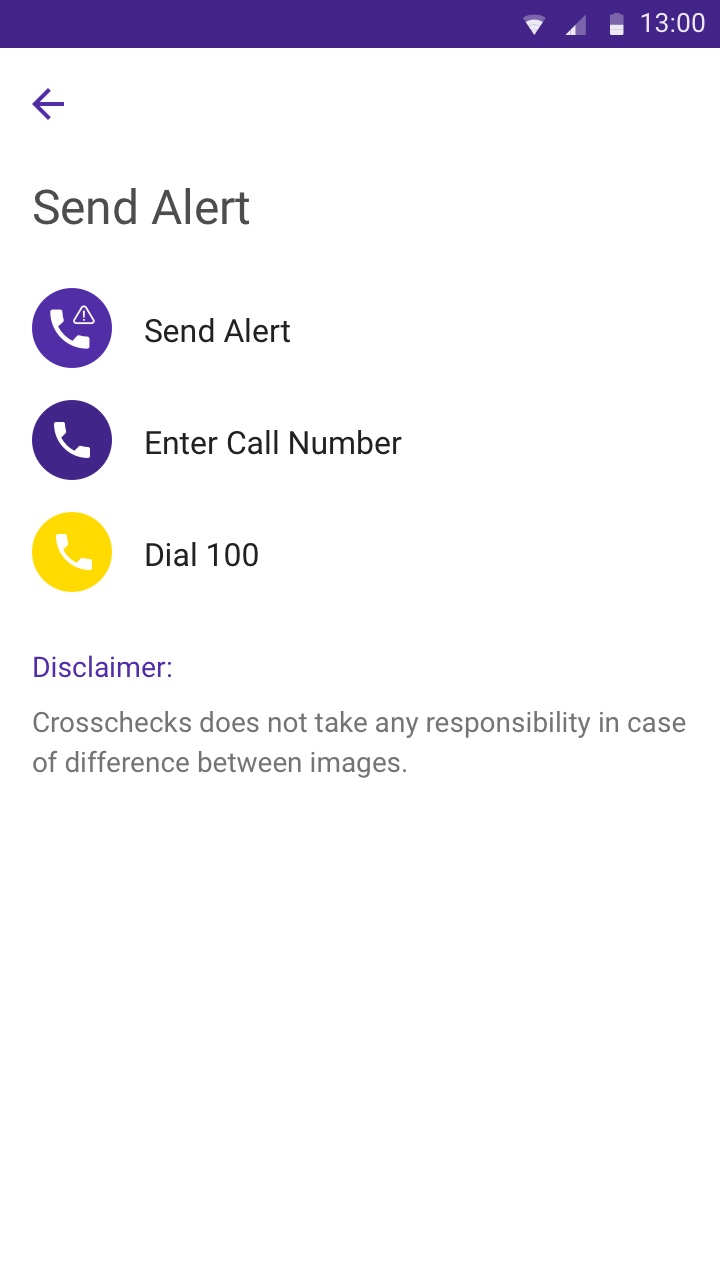 13:00
Send Alert
Send Alert
Enter Call Number
Dial 100
Disclaimer:
Crosschecks does not take any responsibility in case
of difference between images.